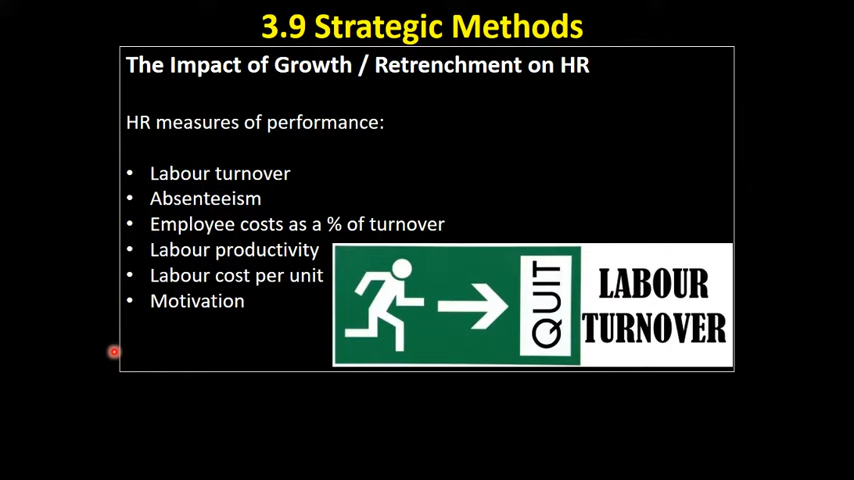 3.9 Strategic Methods
The Impact of Growth / Retrenchment on HR
HR measures of performance:
• Labour turnover
• Absenteeism
• Employee costs as a % of turnover
• Labour productivity
• Labour cost per unit
• Motivation
QUIT
LABOUR
TURNOVER